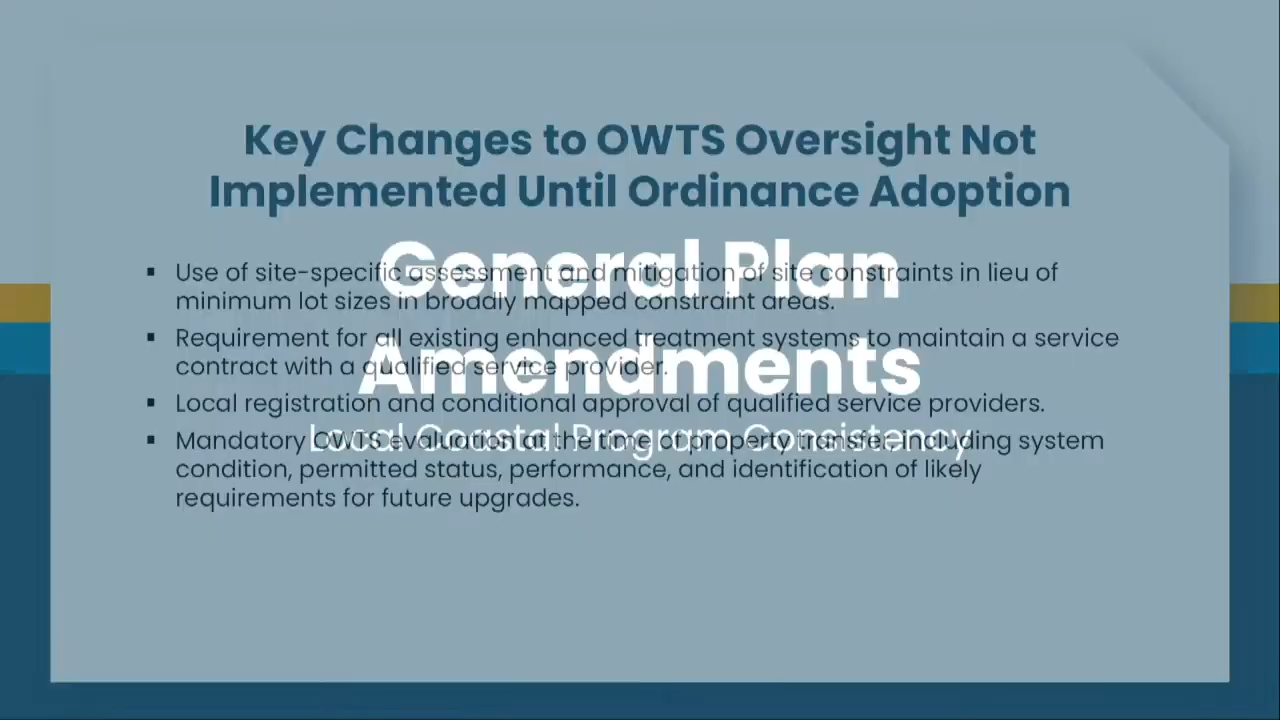 Key Changes to OWTS Oversight Not
Implemented Until Ordinance Adoption
General Plan
Amendments
Local Coastal Program Consistency
▪ Use of site-specific assessment and mitigation of site constraints in lieu of
minimum lot sizes in broadly mapped constraint areas.
▪ Requirement for all existing enhanced treatment systems to maintain a service
contract with a qualified service provider.
▪ Local registration and conditional approval of qualified service providers.
▪ Mandatory OWTS evaluation at the time of property transfer, including system
condition, permitted status, performance, and identification of likely
requirements for future upgrades.